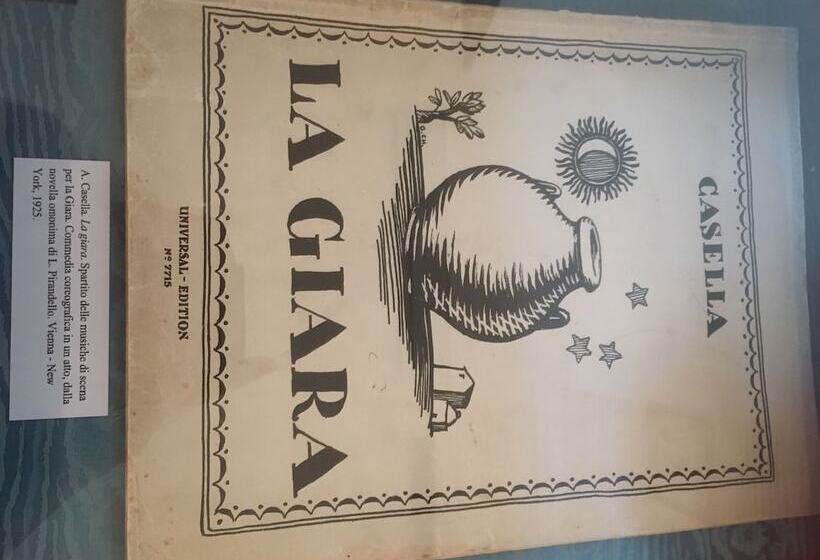 CASELLA
G. CH.
LA GIARA
UNIVERSAL - EDITION
Nº 7715
A. Casella. La giara. Spartito delle musiche di scena
per la Giara. Commedia coreografica in un atto, dalla
novella omonima di L. Pirandello. Vienna - New
York, 1925.